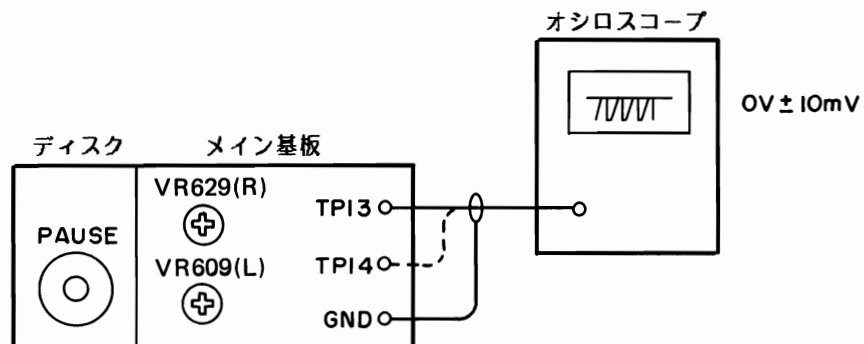 オシロスコープ
0V±10mV
ディスク
メイン基板
VR629(R)
TP13
PAUSE
VR609(L)
TP14
GND